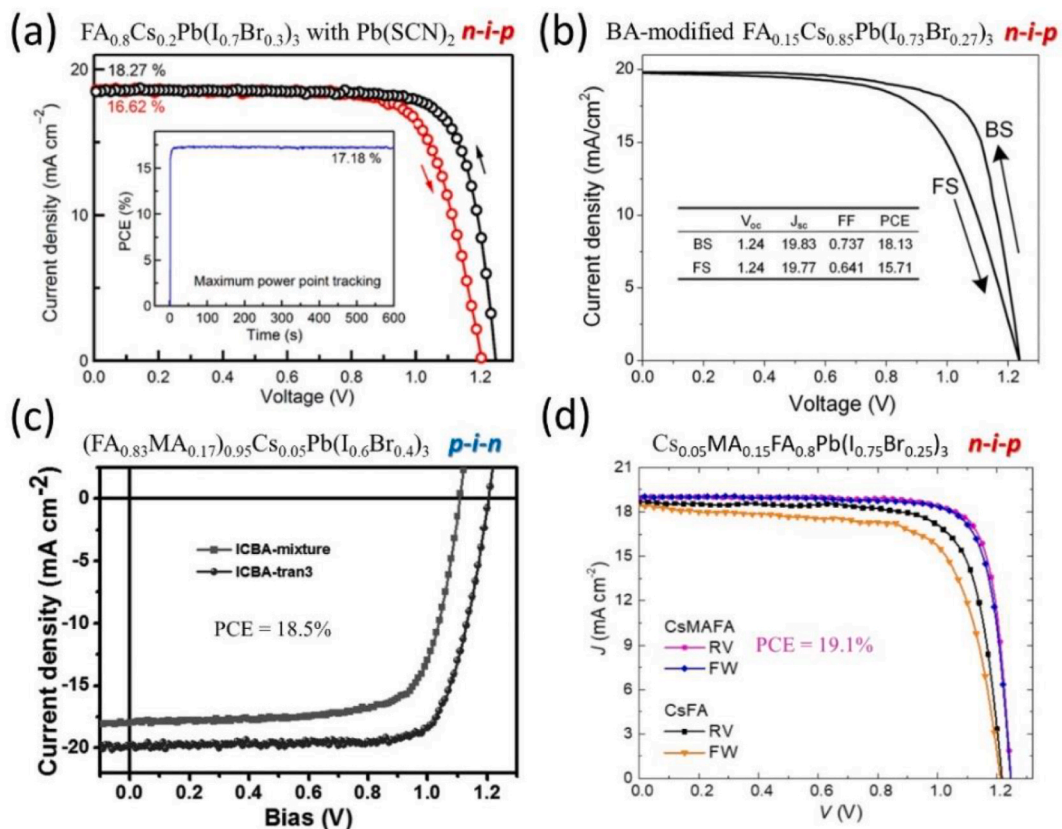 (a) FA0.8Cs0.2Pb(I0.7Br0.3)3 with Pb(SCN)2 n-i-p
20
18.27 %
16.62 %
15
10
5
0
Current density (mA cm−2)
0.0 0.2 0.4 0.6 0.8 1.0 1.2
Voltage (V)
17.18 %
15
10
5
0
PCE (%)
Maximum power point tracking
0 100 200 300 400 500 600
Time (s)
(b) BA-modified FA0.15Cs0.85Pb(I0.73Br0.27)3 n-i-p
20
10
0
Current density (mA/cm2)
BS
FS
Voc Jsc FF PCE
BS 1.24 19.83 0.737 18.13
FS 1.24 19.77 0.641 15.71
0.0 0.2 0.4 0.6 0.8 1.0 1.2
Voltage (V)
(c) (FA0.83MA0.17)0.95Cs0.05Pb(I0.6Br0.4)3 p-i-n
0
-5
-10
-15
-20
Current density (mA cm-2)
ICBA-mixture
ICBA-tran3
PCE = 18.5%
0.0 0.2 0.4 0.6 0.8 1.0 1.2
Bias (V)
(d) Cs0.05MA0.15FA0.8Pb(I0.75Br0.25)3 n-i-p
21
18
15
12
9
6
3
0
J (mA cm-2)
CsMAFA
RV
FW
PCE = 19.1%
CsFA
RV
FW
0.0 0.2 0.4 0.6 0.8 1.0 1.2
V (V)